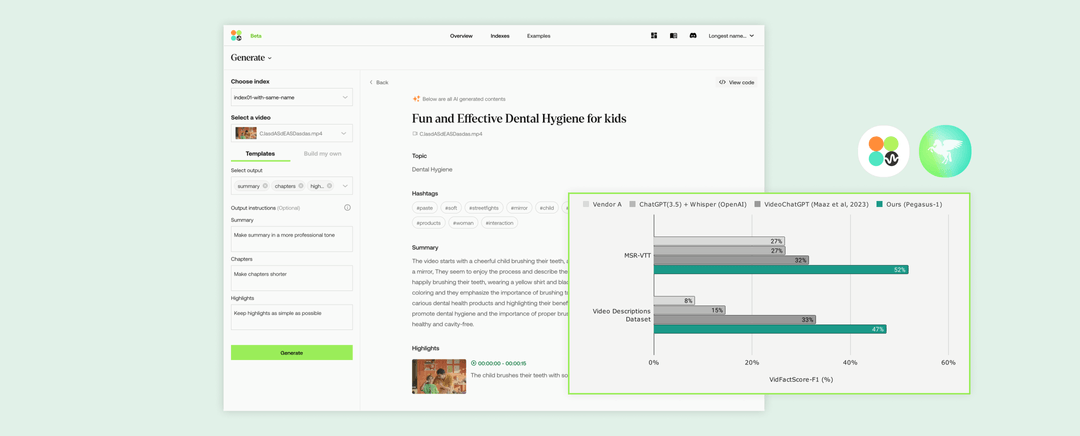 Beta
Overview
Indexes
Examples
Longest name...
Generate
Choose index
index01-with-same-name
Select a video
CJasdASdEASDasdas.mp4
Templates
Build my own
Select output
summary
chapters
high...
Output instructions (Optional)
Summary
Make summary in a more professional tone
Chapters
Make chapters shorter
Highlights
Keep highlights as simple as possible
Generate
Back
View code
Below are all AI generated contents
Fun and Effective Dental Hygiene for kids
CJasdASdEASDasdas.mp4
Topic
Dental Hygiene
Hashtags
#paste
#soft
#streetlights
#mirror
#child
#products
#woman
#interaction
Summary
The video starts with a cheerful child brushing their teeth,
a mirror, They seem to enjoy the process and describe the
happily brushing their teeth, wearing a yellow shirt and
coloring and they emphasize the importance of brushing
carious dental health products and highlighting their
promote dental hygiene and the importance of proper
healthy and cavity-free.
Highlights
00:00:00 - 00:00:15
The child brushes their teeth with
Vendor A
ChatGPT(3.5) + Whisper (OpenAI)
VideoChatGPT (Maaz et al, 2023)
Ours (Pegasus-1)
MSR-VTT
27%
27%
32%
52%
Video Descriptions
Dataset
8%
15%
33%
47%
0%
20%
40%
60%
VidFactScore-F1 (%)